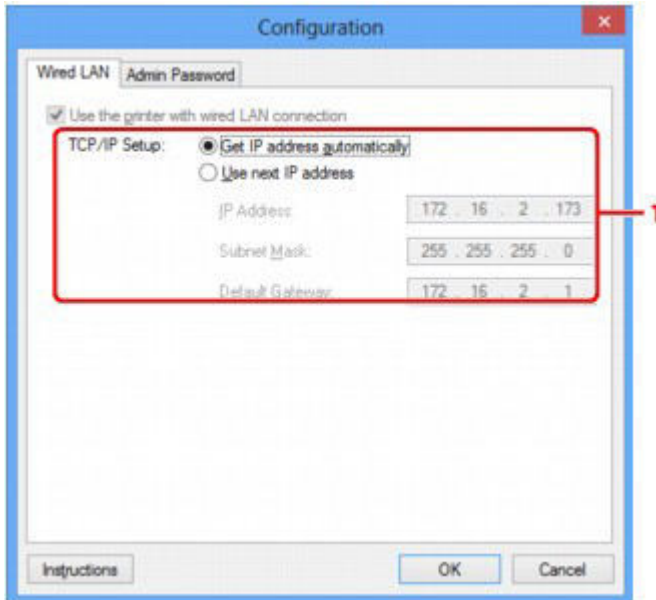 Configuration
Wired LAN Admin Password
Use the printer with wired LAN connection
TCP/IP Setup: Get IP address automatically
Use next IP address
IP Address: 172 . 16 . 2 . 173
1
Subnet Mask: 255 . 255 . 255 . 0
Default Gateway: 172 . 16 . 2 . 1
Instructions OK Cancel